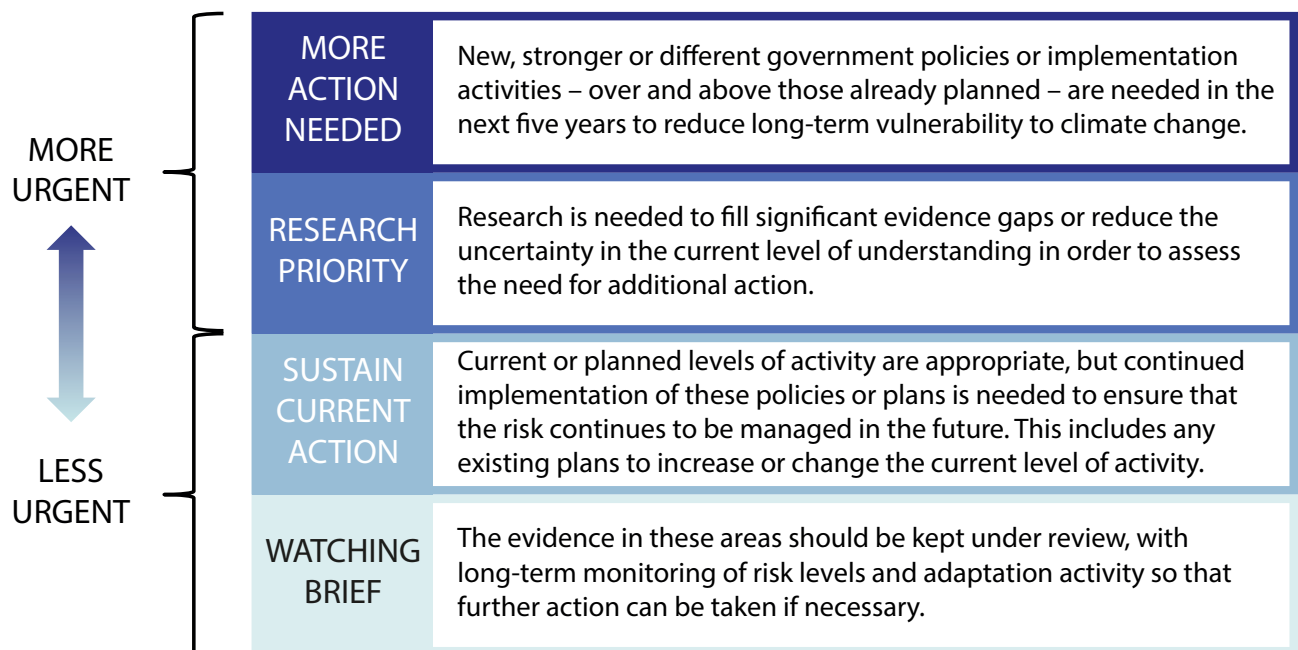 MORE
URGENT
LESS
URGENT
MORE
ACTION
NEEDED
New, stronger or different government policies or implementation
activities – over and above those already planned – are needed in the
next five years to reduce long-term vulnerability to climate change.
RESEARCH
PRIORITY
Research is needed to fill significant evidence gaps or reduce the
uncertainty in the current level of understanding in order to assess
the need for additional action.
SUSTAIN
CURRENT
ACTION
Current or planned levels of activity are appropriate, but continued
implementation of these policies or plans is needed to ensure that
the risk continues to be managed in the future. This includes any
existing plans to increase or change the current level of activity.
WATCHING
BRIEF
The evidence in these areas should be kept under review, with
long-term monitoring of risk levels and adaptation activity so that
further action can be taken if necessary.